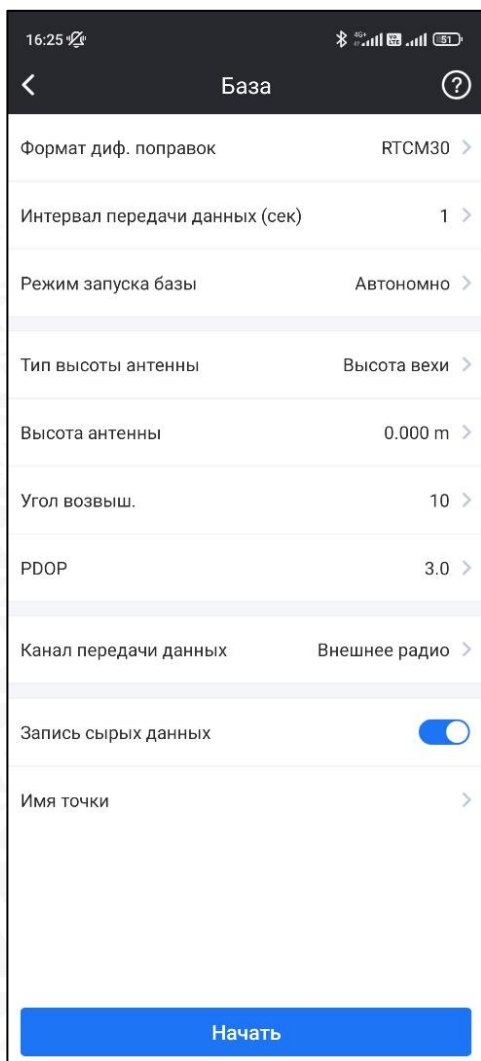 16:25 4G+ 51
База ?
Формат диф. поправок RTCM30
Интервал передачи данных (сек) 1
Режим запуска базы Автономно
Тип высоты антенны Высота вехи
Высота антенны 0.000 m
Угол возвыш. 10
PDOP 3.0
Канал передачи данных Внешнее радио
Запись сырых данных
Имя точки
Начать